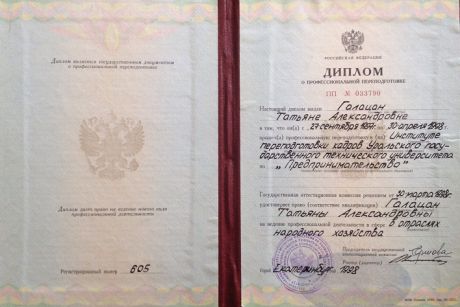 Диплом является государственным документом
о профессиональной переподготовке
Диплом дает право на ведение нового вида
профессиональной деятельности
Регистрационный номер 605
РОССИЙСКАЯ ФЕДЕРАЦИЯ
ДИПЛОМ
О ПРОФЕССИОНАЛЬНОЙ ПЕРЕПОДГОТОВКЕ
ПП № 033790
Настоящий диплом выдан Галацан
Татьяне Александровне
в том, что он(а) с 27 сентября 1997г. по 30 апреля 1998г.
прошел(а) профессиональную переподготовку в (на) Институте
переподготовки кадров Уральского госу-
дарственного технического университета
по „Предпринимательство"
Государственная аттестационная комиссия решением от 30 марта 1998г.
удостоверяет право (соответствие квалификации) Галацан
Татьяны Александровны
на ведение профессиональной деятельности в сфере в отраслях
народного хозяйства
Председатель государственной
аттестационной комиссии
Ректор (директор)
Город Екатеринбург 1998